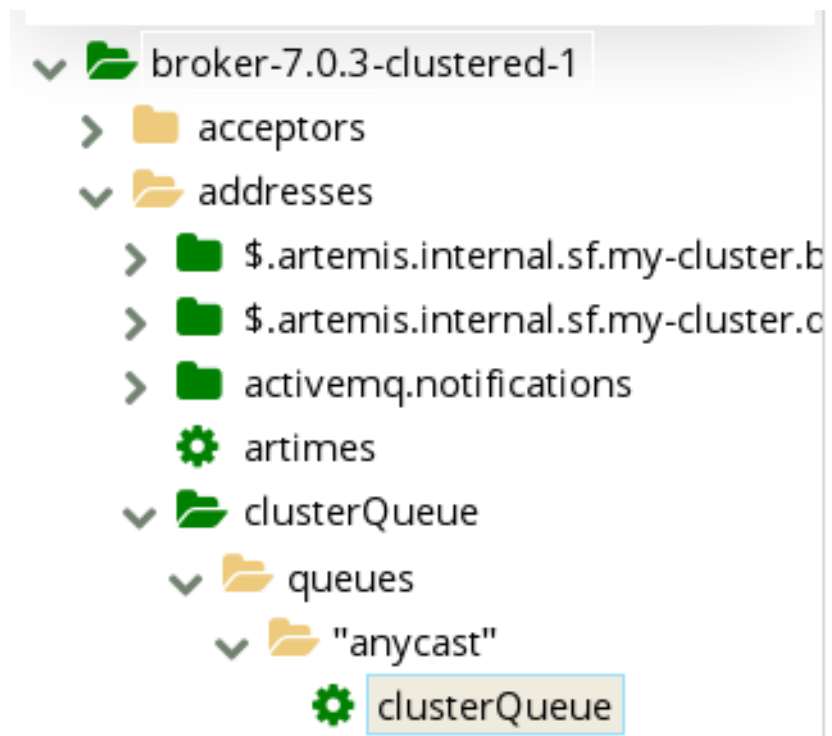 broker-7.0.3-clustered-1
acceptors
addresses
$.artemis.internal.sf.my-cluster.b
$.artemis.internal.sf.my-cluster.c
activemq.notifications
artimes
clusterQueue
queues
"anycast"
clusterQueue